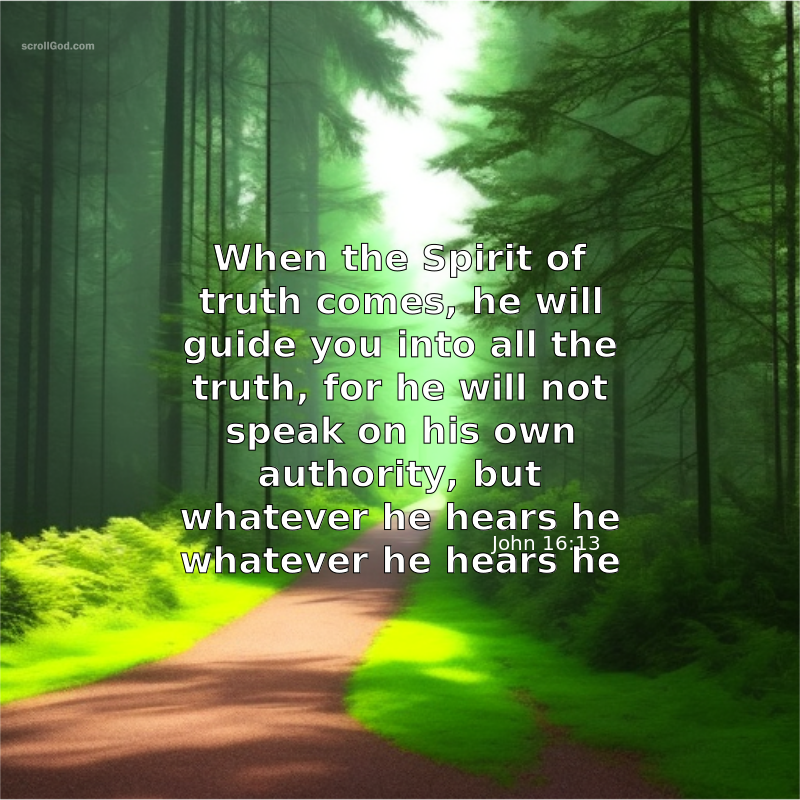 scrollGod.com
When the Spirit of
truth comes, he will
guide you into all the
truth, for he will not
speak on his own
authority, but
whatever he hears he
John 16:13
whatever he hears he